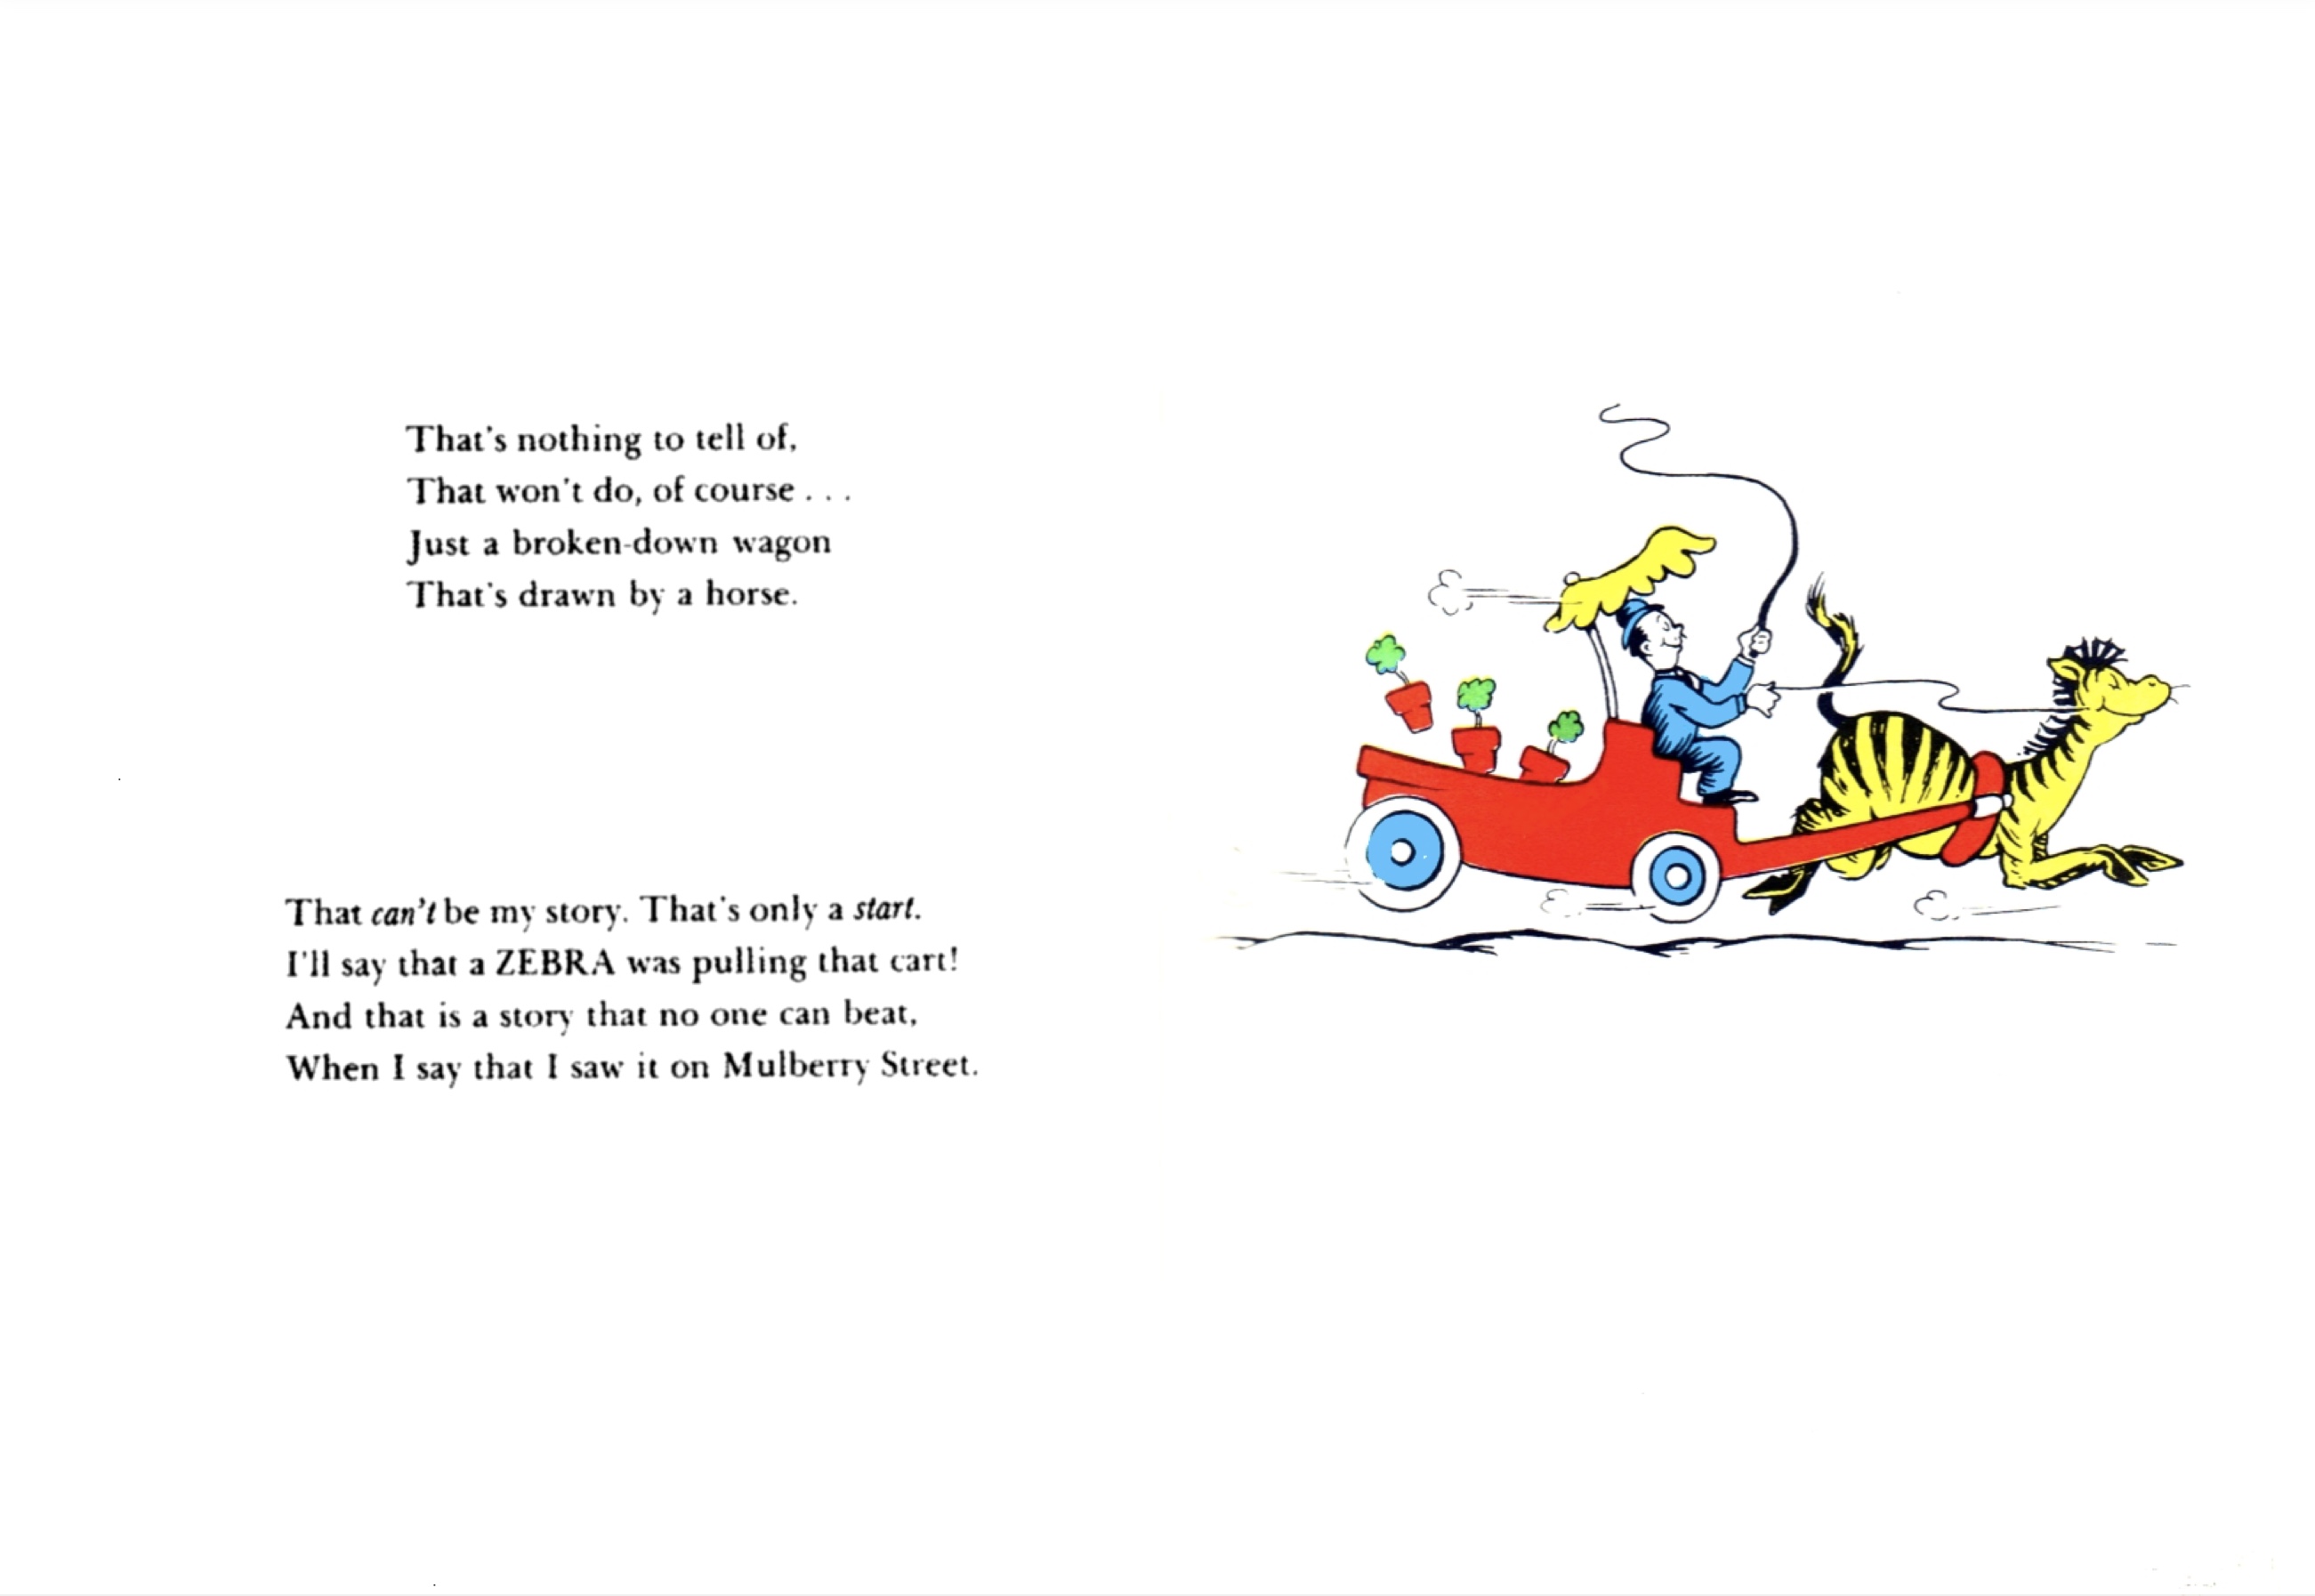 That's nothing to tell of,
That won't do, of course . . .
Just a broken-down wagon
That's drawn by a horse.
That can't be my story. That's only a start.
I'll say that a ZEBRA was pulling that cart!
And that is a story that no one can beat,
When I say that I saw it on Mulberry Street.